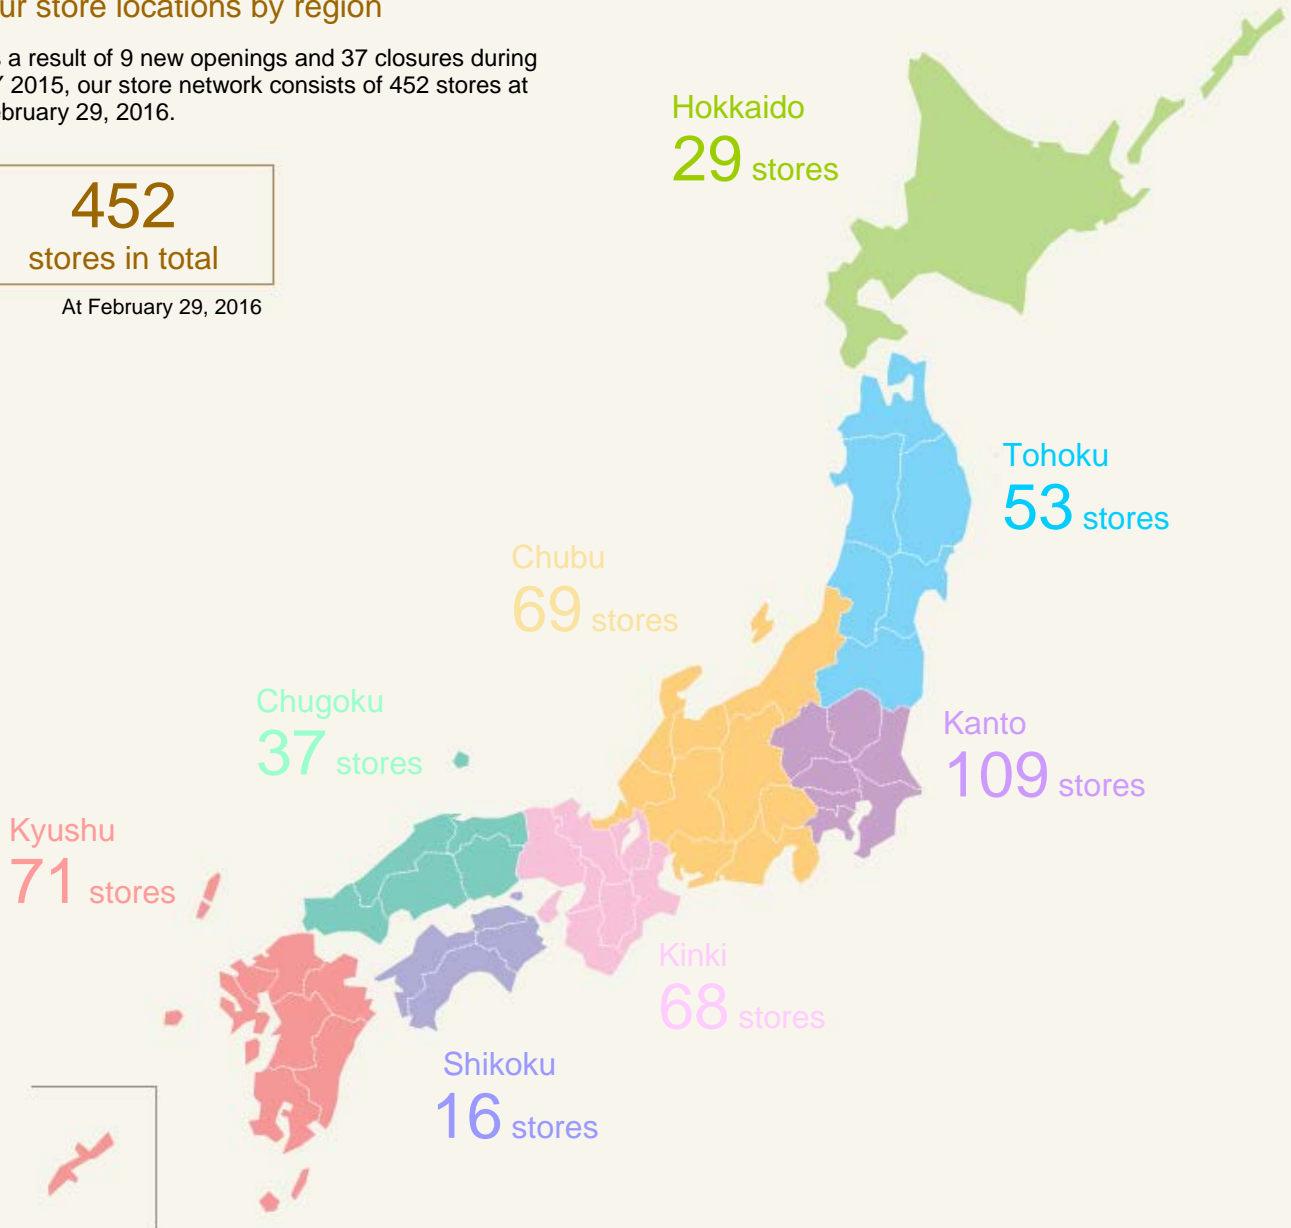 ur store locations by region
a result of 9 new openings and 37 closures during
2015, our store network consists of 452 stores at
bruary 29, 2016.
452
stores in total
At February 29, 2016
Hokkaido
29 stores
Tohoku
53 stores
Chubu
69 stores
Chugoku
37 stores
Kanto
109 stores
Kyushu
71 stores
Kinki
68 stores
Shikoku
16 stores